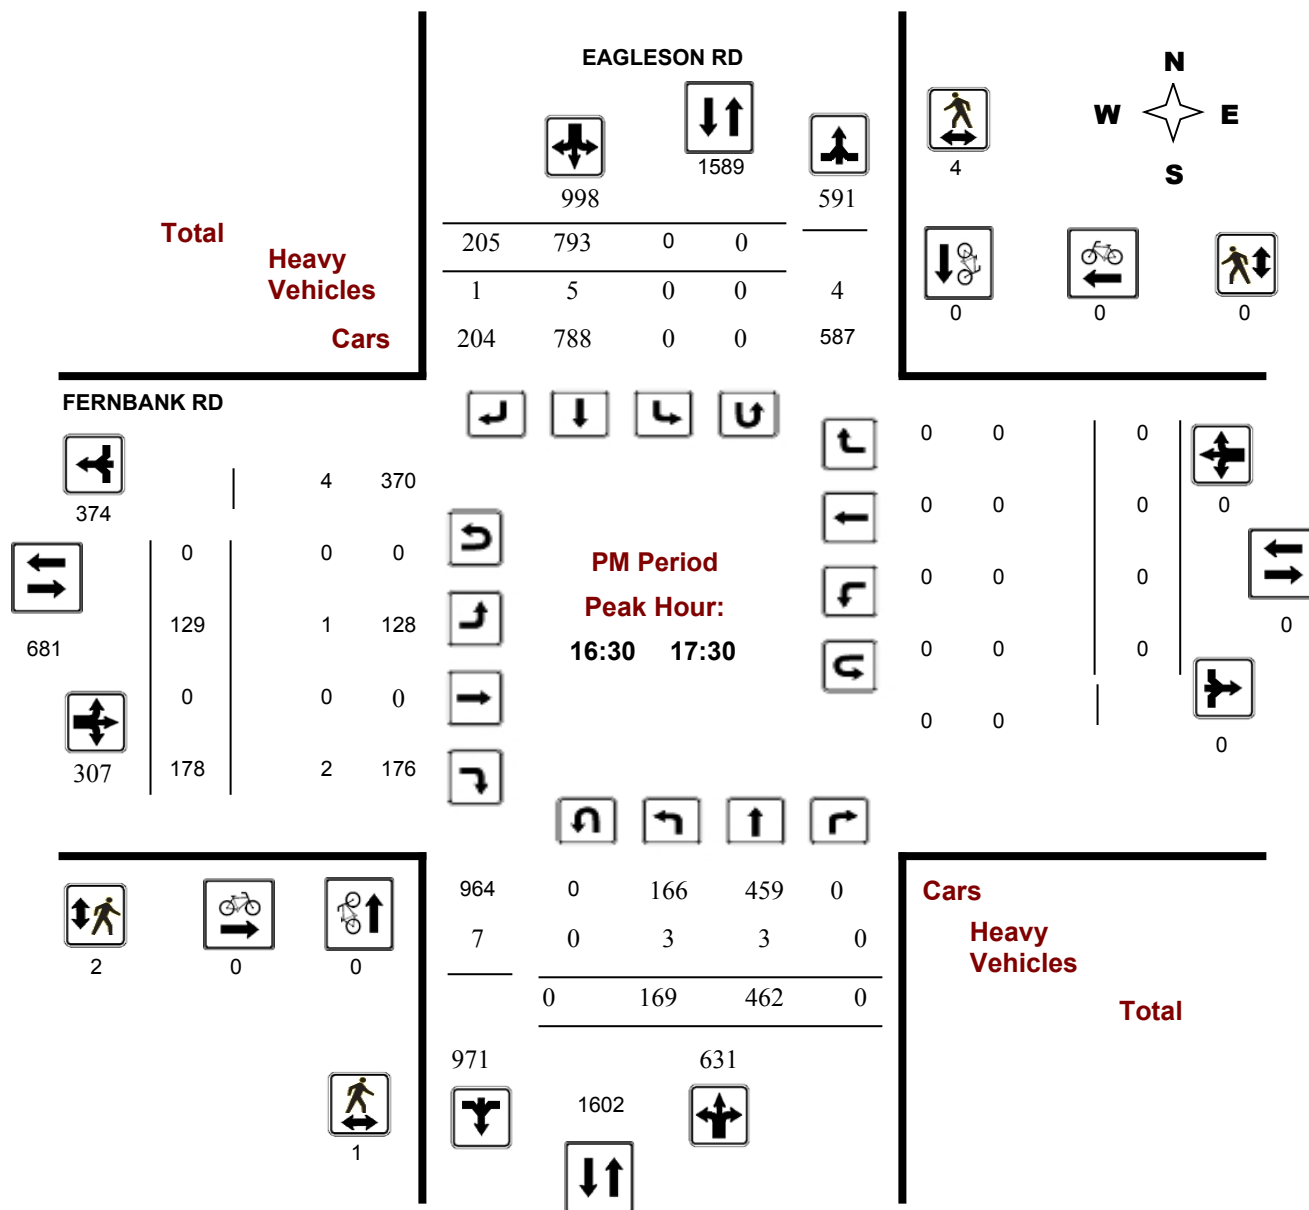 EAGLESON RD
N
W E
S
1589
998 591
4
Total 205 793 0 0
Heavy
Vehicles 1 5 0 0 4
Cars 204 788 0 0 587
0 0 0
FERNBANK RD
0 0 0
4 370
374
0 0 0 0
0 0 0
PM Period
0 0 0
Peak Hour:
129 1 128
0
681
16:30 17:30
0 0 0
0 0 0
0 0
0
307 178 2 176
964 0 166 459 0
Cars
7 0 3 3 0
Heavy
Vehicles
2 0 0
0 169 462 0
Total
971 631
1602
1